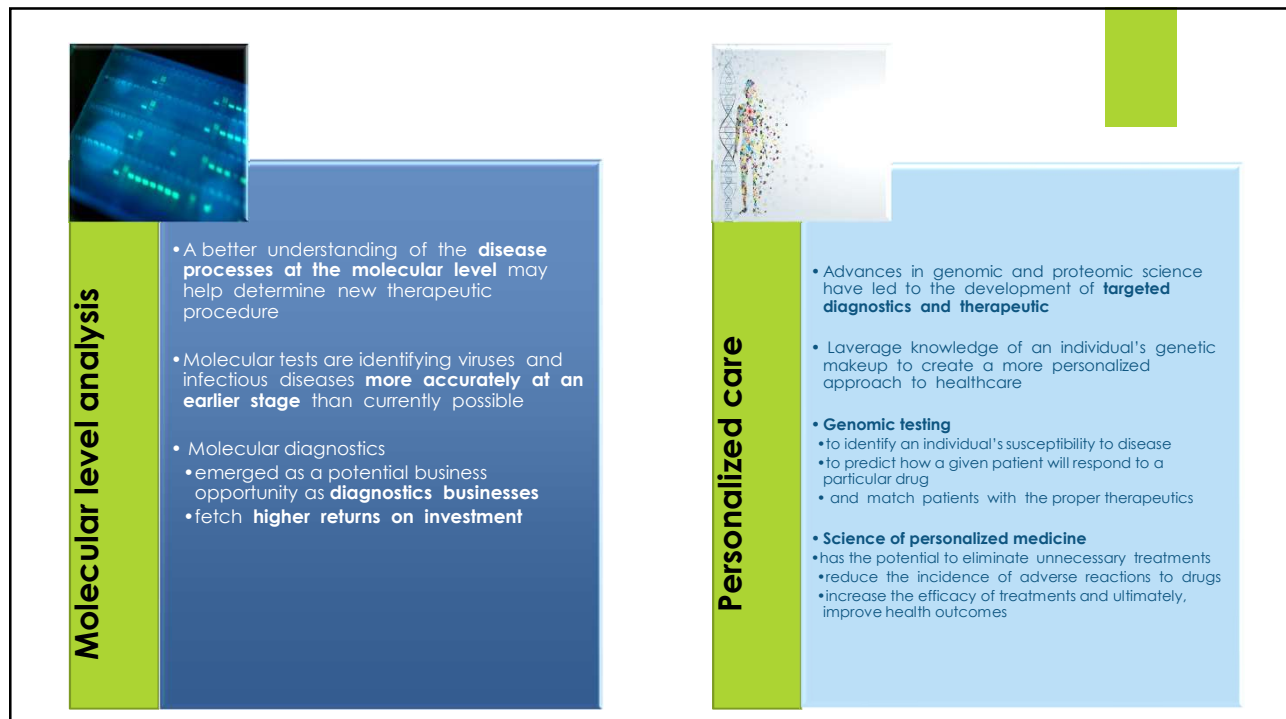 Molecular level analysis
•A better understanding of the disease
processes at the molecular level may
help determine new therapeutic
procedure
•Molecular tests are identifying viruses and
infectious diseases more accurately at an
earlier stage than currently possible
• Molecular diagnostics
•emerged as a potential business
opportunity as diagnostics businesses
•fetch higher returns on investment
Personalized care
• Advances in genomic and proteomic science
have led to the development of targeted
diagnostics and therapeutic
• Laverage knowledge of an individual's genetic
makeup to create a more personalized
approach to healthcare
• Genomic testing
•to identify an individual's susceptibility to disease
•to predict how a given patient will respond to a
particular drug
• and match patients with the proper therapeutics
• Science of personalized medicine
•has the potential to eliminate unnecessary treatments
•reduce the incidence of adverse reactions to drugs
•increase the efficacy of treatments and ultimately,
improve health outcomes